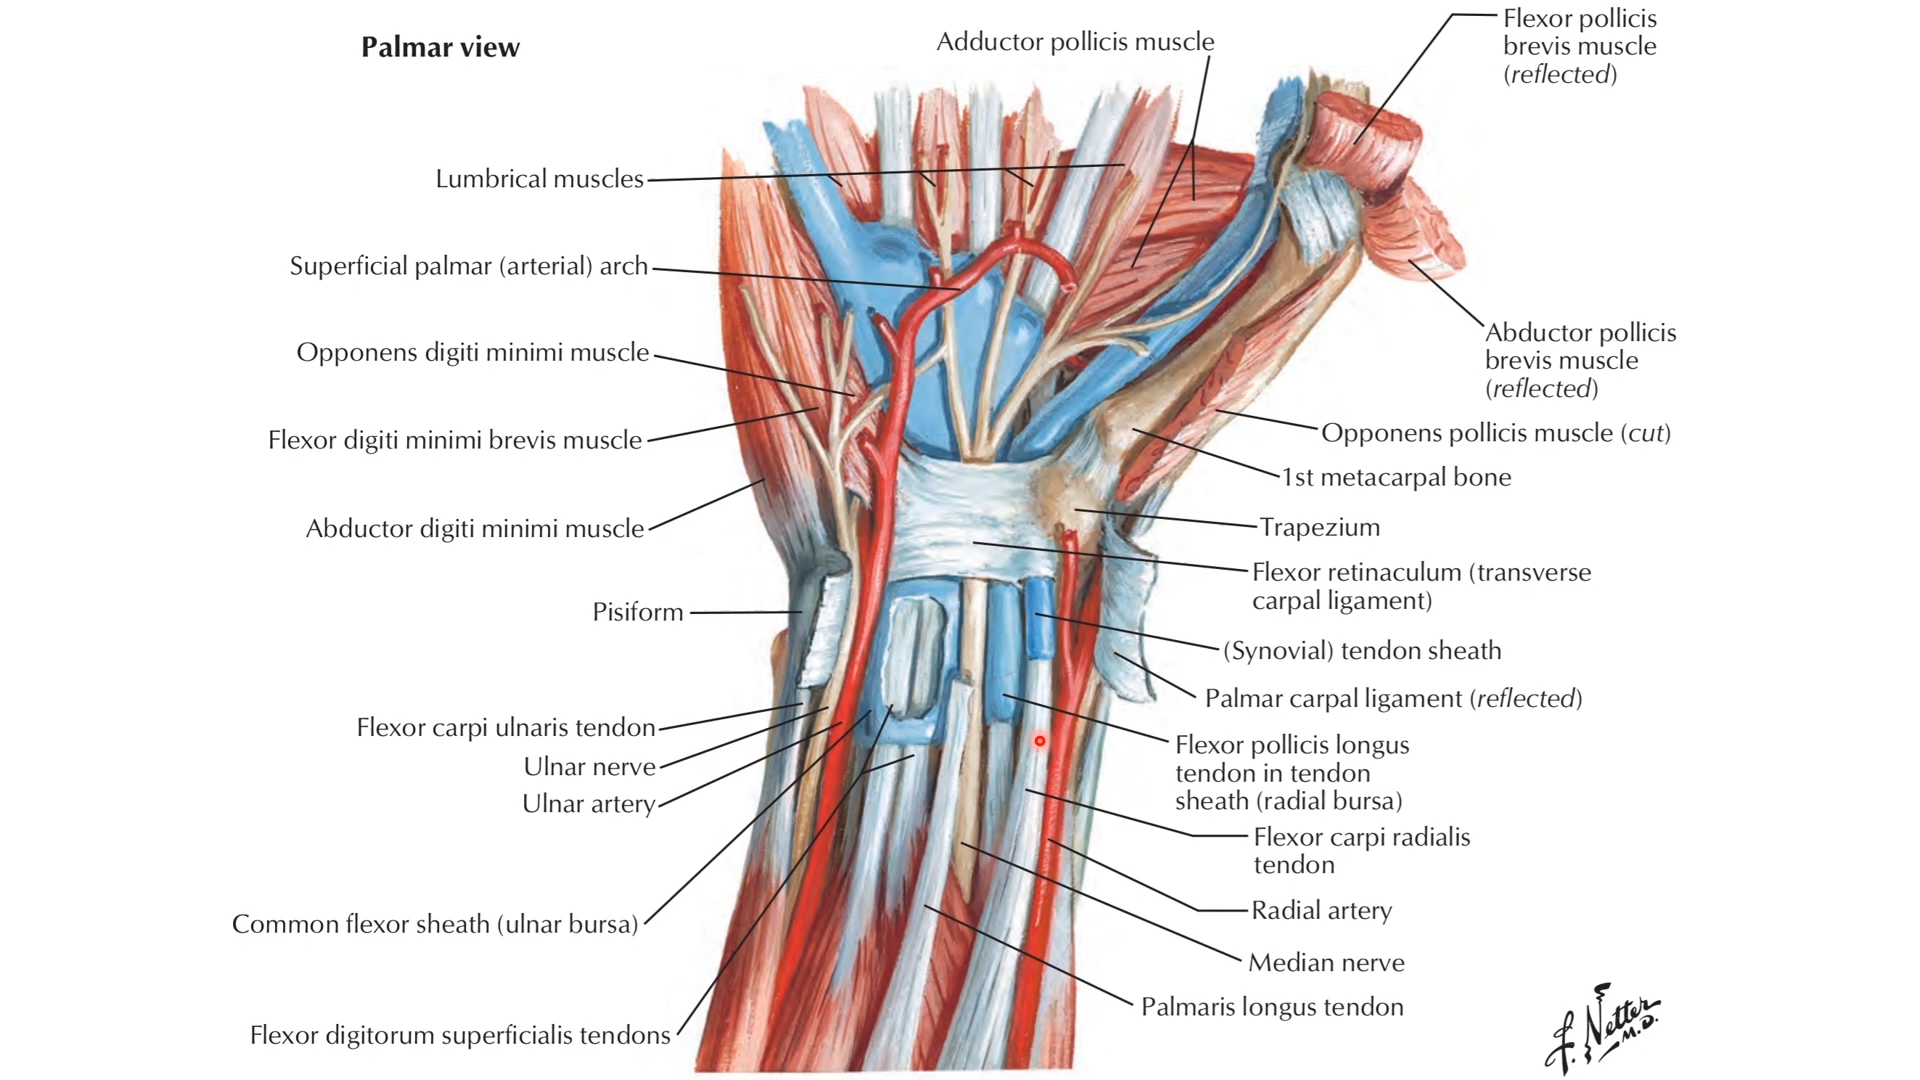 Palmar view
Adductor pollicis muscle
Flexor pollicis
brevis muscle
(reflected)
Lumbrical muscles
Superficial palmar (arterial) arch
Opponens digiti minimi muscle
Flexor digiti minimi brevis muscle
Abductor digiti minimi muscle
Pisiform
Flexor carpi ulnaris tendon
Ulnar nerve
Ulnar artery
Common flexor sheath (ulnar bursa)
Flexor digitorum superficialis tendons
Abductor pollicis
brevis muscle
(reflected)
Opponens pollicis muscle (cut)
1st metacarpal bone
Trapezium
Flexor retinaculum (transverse
carpal ligament)
(Synovial) tendon sheath
Palmar carpal ligament (reflected)
Flexor pollicis longus
tendon in tendon
sheath (radial bursa)
Flexor carpi radialis
tendon
Radial artery
Median nerve
Palmaris longus tendon
F. Netter
M.D.